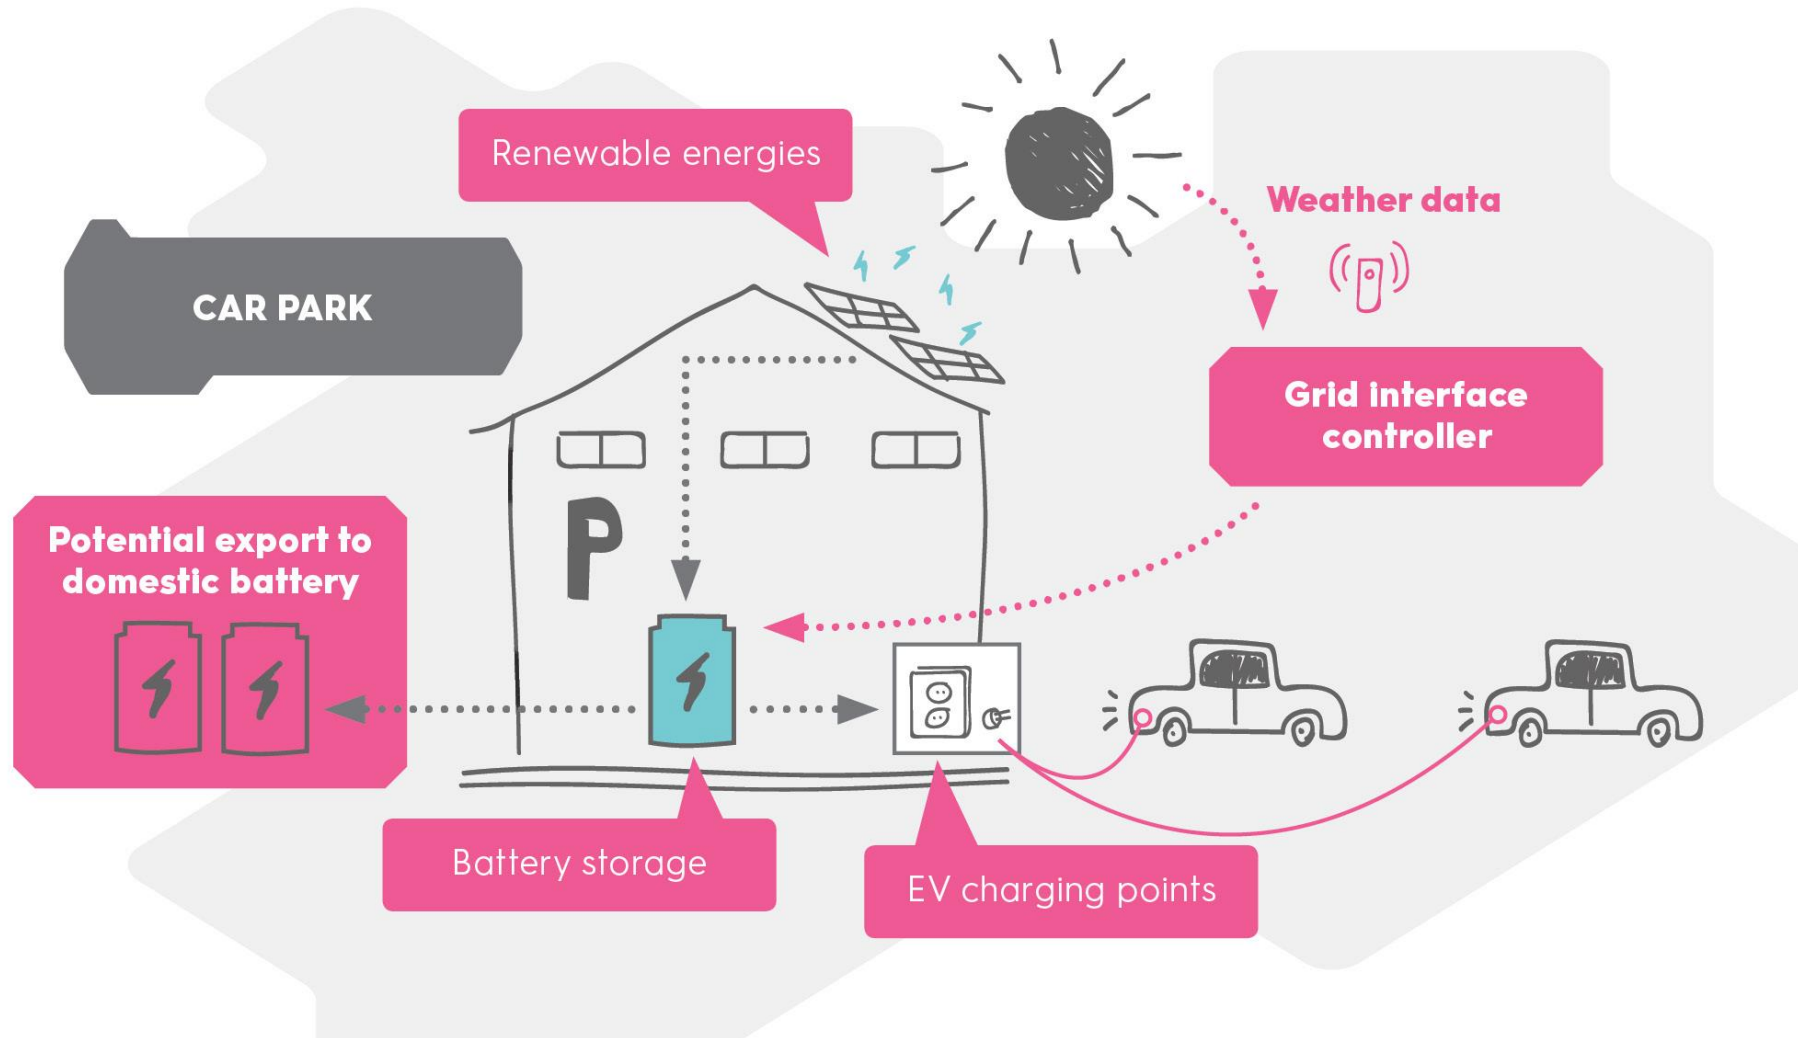 Renewable energies
Weather data
CAR PARK
Grid interface
controller
Potential export to
domestic battery
P
Battery storage
EV charging points